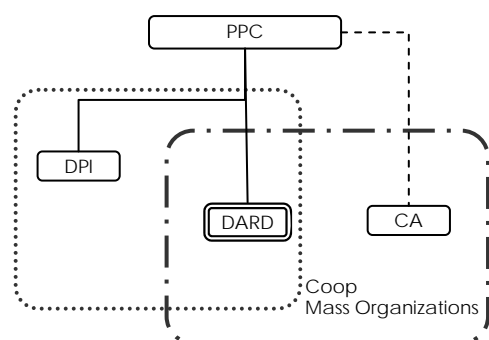 PPC
DPI
DARD
CA
Coop
Mass Organizations